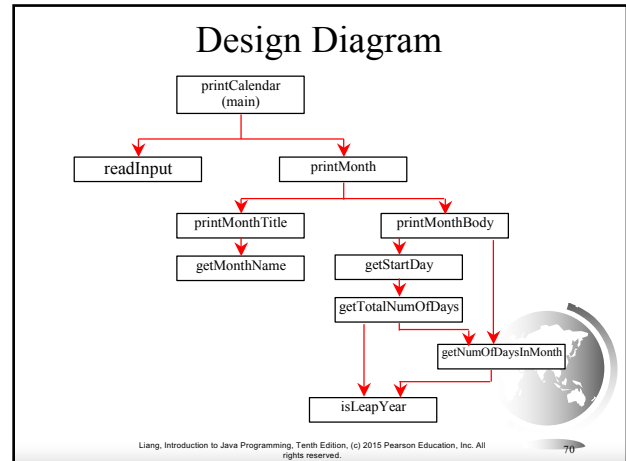 Design Diagram
printCalendar
(main)
readInput
printMonth
printMonthTitle
printMonthBody
getMonthName
getStartDay
getTotalNumOfDays
getNumOfDaysInMonth
isLeapYear
Liang, Introduction to Java Programming, Tenth Edition, (c) 2015 Pearson Education, Inc. All
rights reserved.
70